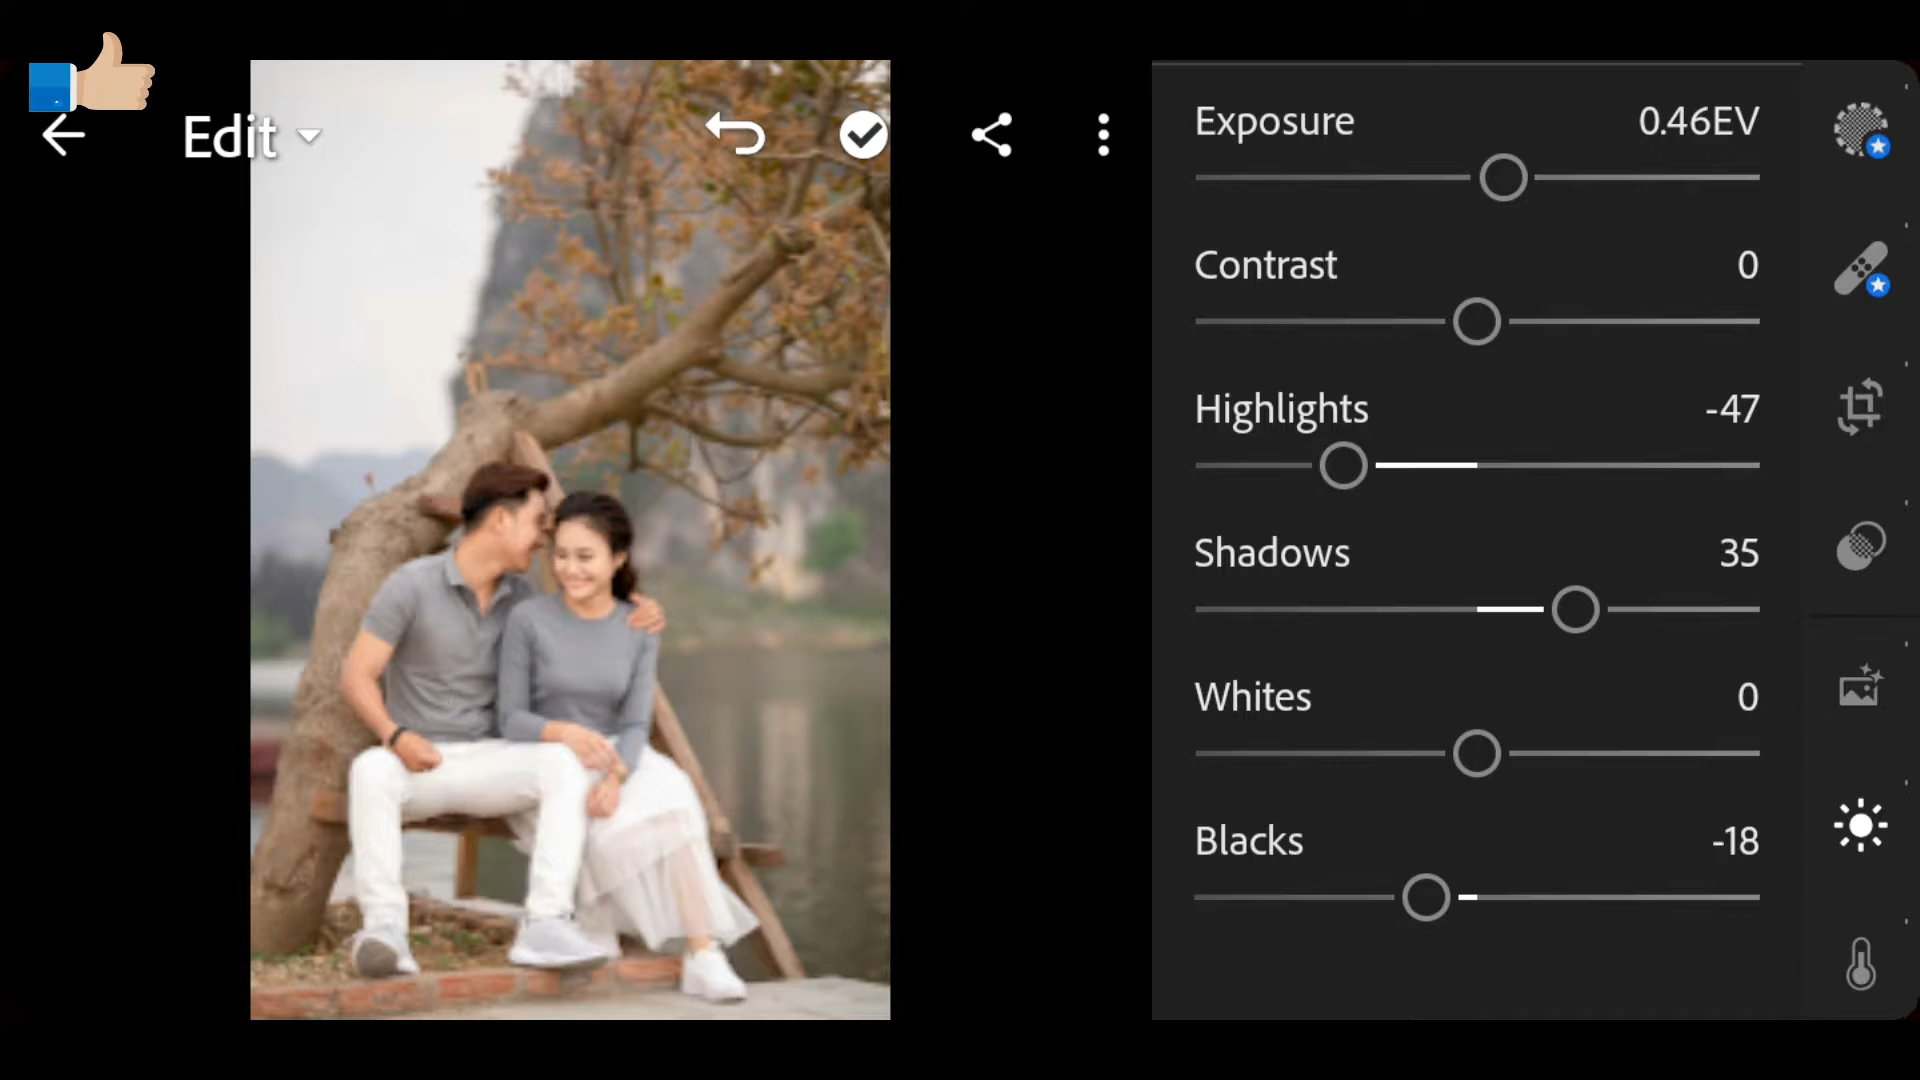 Edit
Exposure 0.46EV
Contrast 0
Highlights -47
Shadows 35
Whites 0
Blacks -18